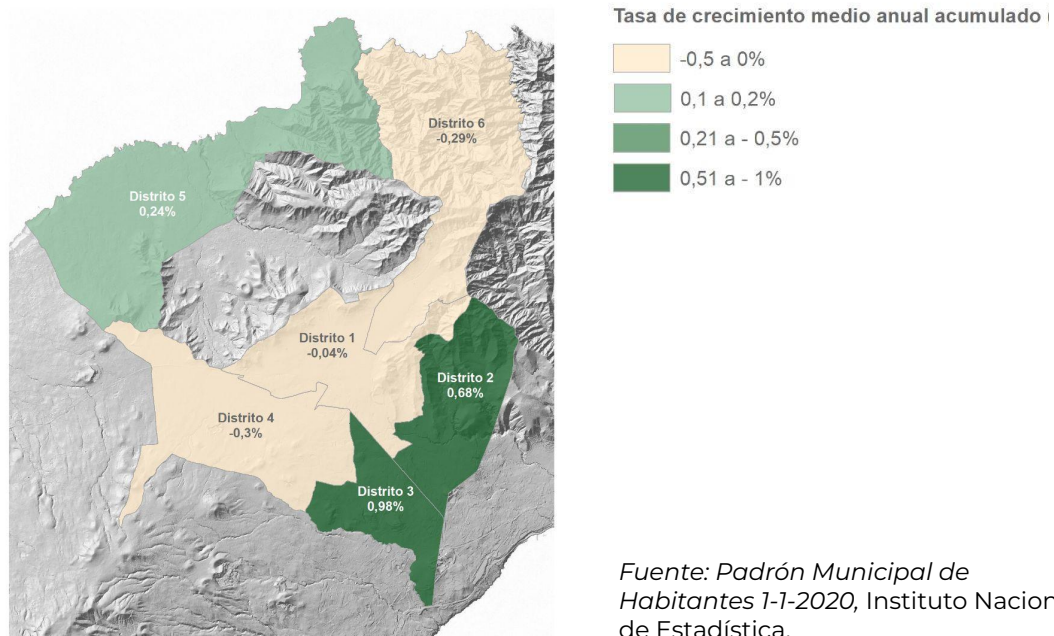 Tasa de crecimiento medio anual acumulado (
-0,5 a 0%
0,1 a 0,2%
0,21 a - 0,5%
0,51 a - 1%
Distrito 6
-0,29%
Distrito 5
0,24%
Distrito 1
-0,04%
Distrito 2
0,68%
Distrito 4
-0,3%
Distrito 3
0,98%
Fuente: Padrón Municipal de
Habitantes 1-1-2020, Instituto Nacion
de Estadística.